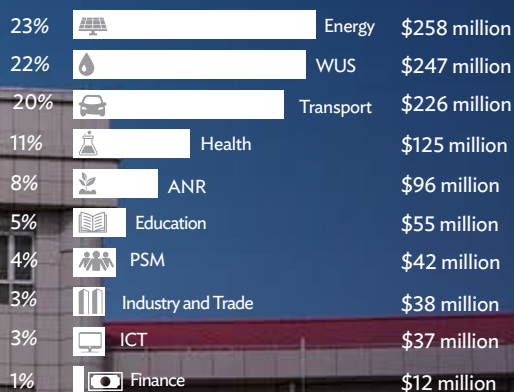 23% Energy $258 million
22% WUS $247 million
20% Transport $226 million
11% Health $125 million
8% ANR $96 million
5% Education $55 million
4% PSM $42 million
3% Industry and Trade $38 million
3% ICT $37 million
1% Finance $12 million